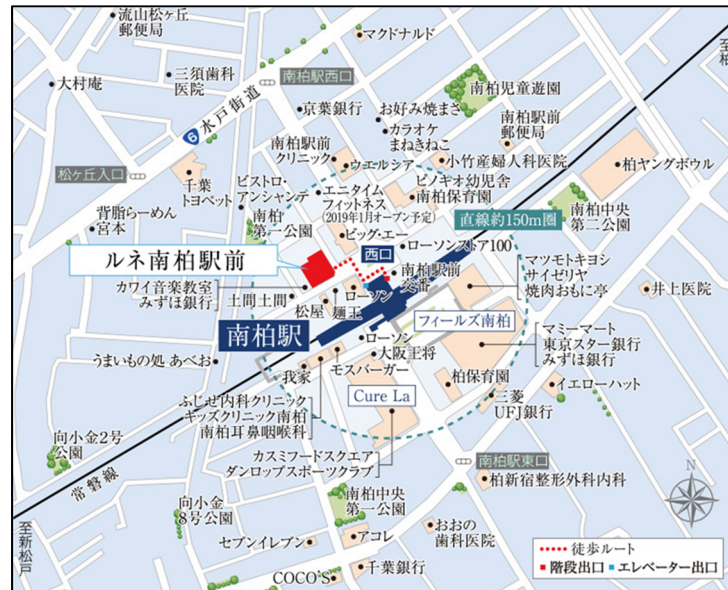 流山松ヶ丘
郵便局
マクドナルド
至柏
大村庵
三須歯科
医院
南柏駅西口
南柏児童遊園
6
水戸街道
京葉銀行
お好み焼まさ
カラオケ
まねきねこ
南柏駅前
郵便局
南柏駅前
クリニック
ウエルシア
小竹産婦人科医院
柏ヤングボウル
松ヶ丘入口
千葉
トヨペット
ビストロ・
アンシャンテ
エニタイム
フィットネス
(2019年1月オープン予定)
ピノキオ幼児舎
南柏保育園
背脂らーめん
宮本
南柏
第一公園
ビッグ・エー
直線約150m圏
南柏中央
第二公園
ルネ南柏駅前
西口
ローソンストア100
南柏駅前
交番
マツモトキヨシ
サイゼリヤ
焼肉おもに亭
カワイ音楽教室
みずほ銀行
土間土間
松屋
麺王
ローソン
井上医院
南柏駅
フィールズ南柏
マミーマート
東京スター銀行
みずほ銀行
うまいもの処 あべお
ローソン
大阪王将
我家
モスバーガー
柏保育園
イエローハット
三菱
UFJ銀行
Cure La
ふじせ内科クリニック
キッズクリニック南柏
南柏耳鼻咽喉科
向小金2号
公園
カスミフードスクエア
ダンロップスポーツクラブ
南柏駅東口
柏新宿整形外科内科
N
常磐線
向小金
8号公園
南柏中央
第一公園
至新松戸
セブンイレブン
アコレ
おおの
歯科医院
COCO'S
千葉銀行
徒歩ルート
階段出口
エレベーター出口